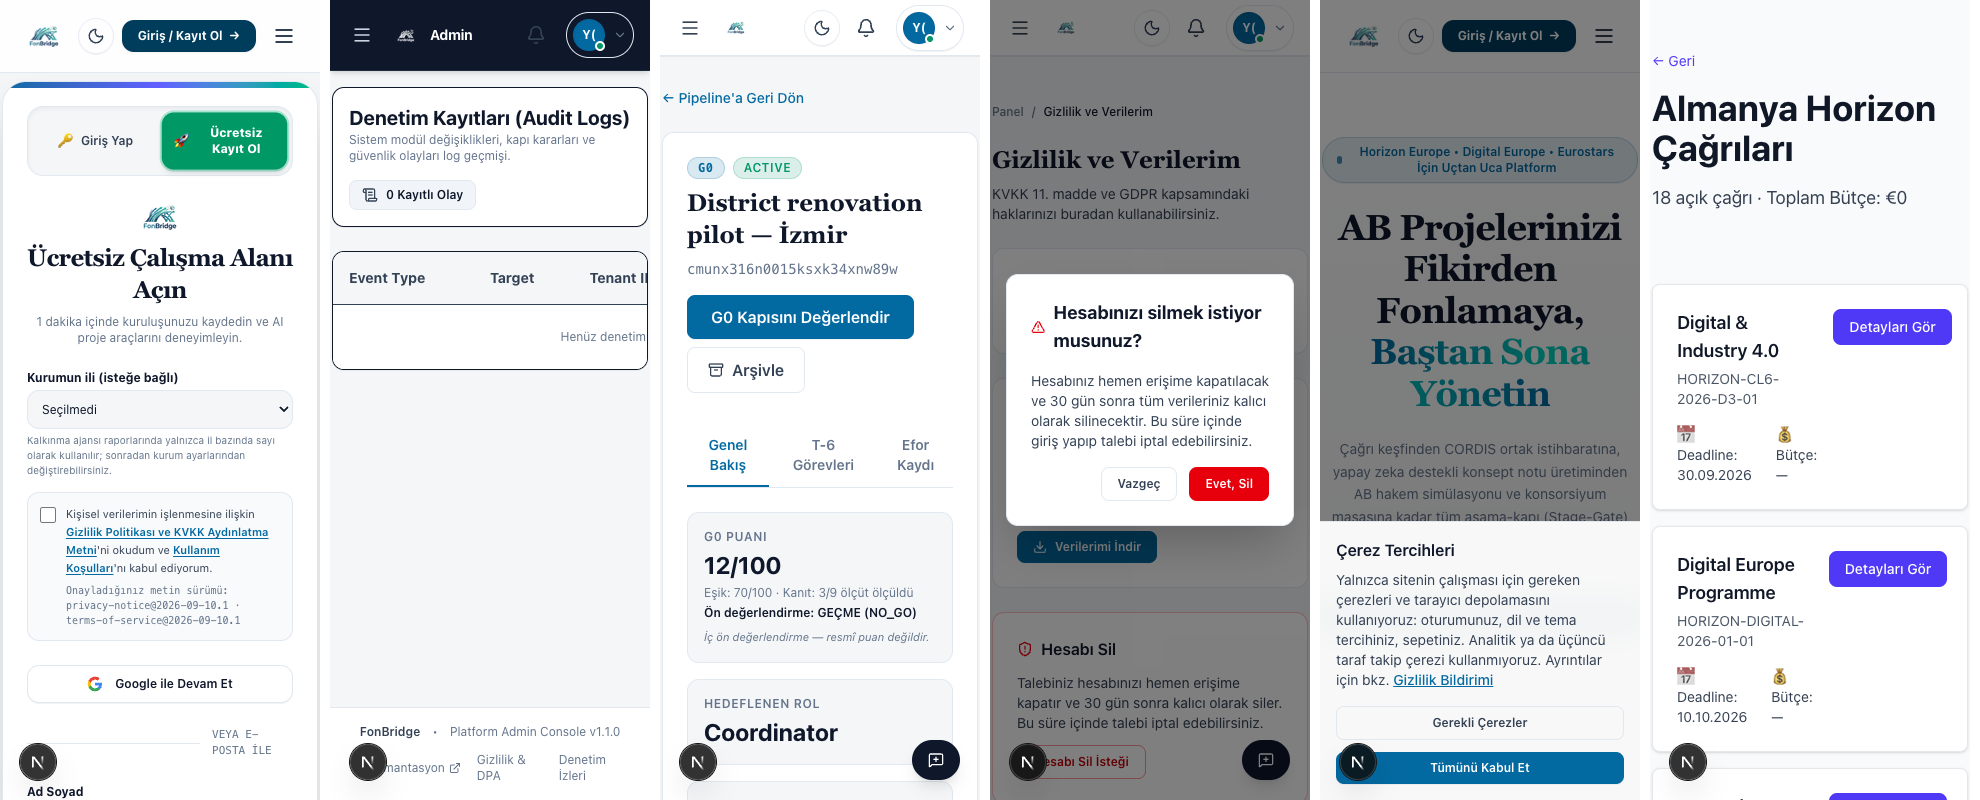 FonBridge
Giriş / Kayıt Ol →
🔑 Giriş Yap
🚀 Ücretsiz
Kayıt Ol
FonBridge
Ücretsiz Çalışma Alanı
Açın
1 dakika içinde kuruluşunuzu kaydedin ve AI
proje araçlarını deneyimleyin.
Kurumun ili (isteğe bağlı)
Seçilmedi
Kalkınma ajansı raporlarında yalnızca il bazında sayı
olarak kullanılır; sonradan kurum ayarlarından
değiştirebilirsiniz.
Kişisel verilerimin işlenmesine ilişkin
Gizlilik Politikası ve KVKK Aydınlatma
Metni'ni okudum ve Kullanım
Koşulları'nı kabul ediyorum.
Onayladığınız metin sürümü:
privacy-notice@2026-09-10.1 ·
terms-of-service@2026-09-10.1
Google ile Devam Et
VEYA E-
POSTA İLE
N
Ad Soyad
Admin
Y(
Denetim Kayıtları (Audit Logs)
Sistem modül değişiklikleri, kapı kararları ve
güvenlik olayları log geçmişi.
0 Kayıtlı Olay
Event Type Target Tenant I
Henüz denetim
FonBridge • Platform Admin Console v1.1.0
N
mantasyon
Gizlilik &
DPA
Denetim
İzleri
Y(
← Pipeline'a Geri Dön
G0 ACTIVE
District renovation
pilot — İzmir
cmunx316n0015ksxk34xnw89w
G0 Kapısını Değerlendir
Arşivle
Genel
Bakış
T-6
Görevleri
Efor
Kaydı
G0 PUANI
12/100
Eşik: 70/100 · Kanıt: 3/9 ölçüt ölçüldü
Ön değerlendirme: GEÇME (NO_GO)
İç ön değerlendirme — resmî puan değildir.
HEDEFLENEN ROL
Coordinator
N
Y(
Panel / Gizlilik ve Verilerim
Gizlilik ve Verilerim
KVKK 11. madde ve GDPR kapsamındaki
haklarınızı buradan kullanabilirsiniz.
Hesabınızı silmek istiyor
musunuz?
Hesabınız hemen erişime kapatılacak
ve 30 gün sonra tüm verileriniz kalıcı
olarak silinecektir. Bu süre içinde
giriş yapıp talebi iptal edebilirsiniz.
Vazgeç
Evet, Sil
Verilerimi İndir
Hesabı Sil
Talebiniz hesabınızı hemen erişime
kapatır ve 30 gün sonra kalıcı olarak siler.
Bu süre içinde talebi iptal edebilirsiniz.
N
esabı Sil İsteği
FonBridge
Giriş / Kayıt Ol →
Horizon Europe • Digital Europe • Eurostars
İçin Uçtan Uca Platform
AB Projelerinizi
Fikirden
Fonlamaya,
Baştan Sona
Yönetin
Çağrı keşfinden CORDIS ortak istihbaratına,
yapay zeka destekli konsept notu üretiminden
AB hakem simülasyonu ve konsorsiyum
masasına kadar tüm aşama-kapı (Stage-Gate)
Çerez Tercihleri
Yalnızca sitenin çalışması için gereken
çerezleri ve tarayıcı depolamasını
kullanıyoruz: oturumunuz, dil ve tema
tercihiniz, sepetiniz. Analitik ya da üçüncü
taraf takip çerezi kullanmıyoruz. Ayrıntılar
için bkz. Gizlilik Bildirimi
Gerekli Çerezler
Tümünü Kabul Et
N
← Geri
Almanya Horizon
Çağrıları
18 açık çağrı · Toplam Bütçe: €0
Digital &
Industry 4.0
Detayları Gör
HORIZON-CL6-
2026-D3-01
Deadline:
30.09.2026
Bütçe:
—
Digital Europe
Programme
Detayları Gör
HORIZON-DIGITAL-
2026-01-01
Deadline:
10.10.2026
Bütçe:
—
N